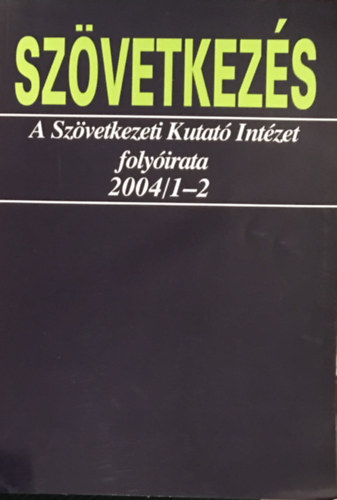 SZÖVETKEZÉS
A Szövetkezeti Kutató Intézet
folyóirata
2004/1–2